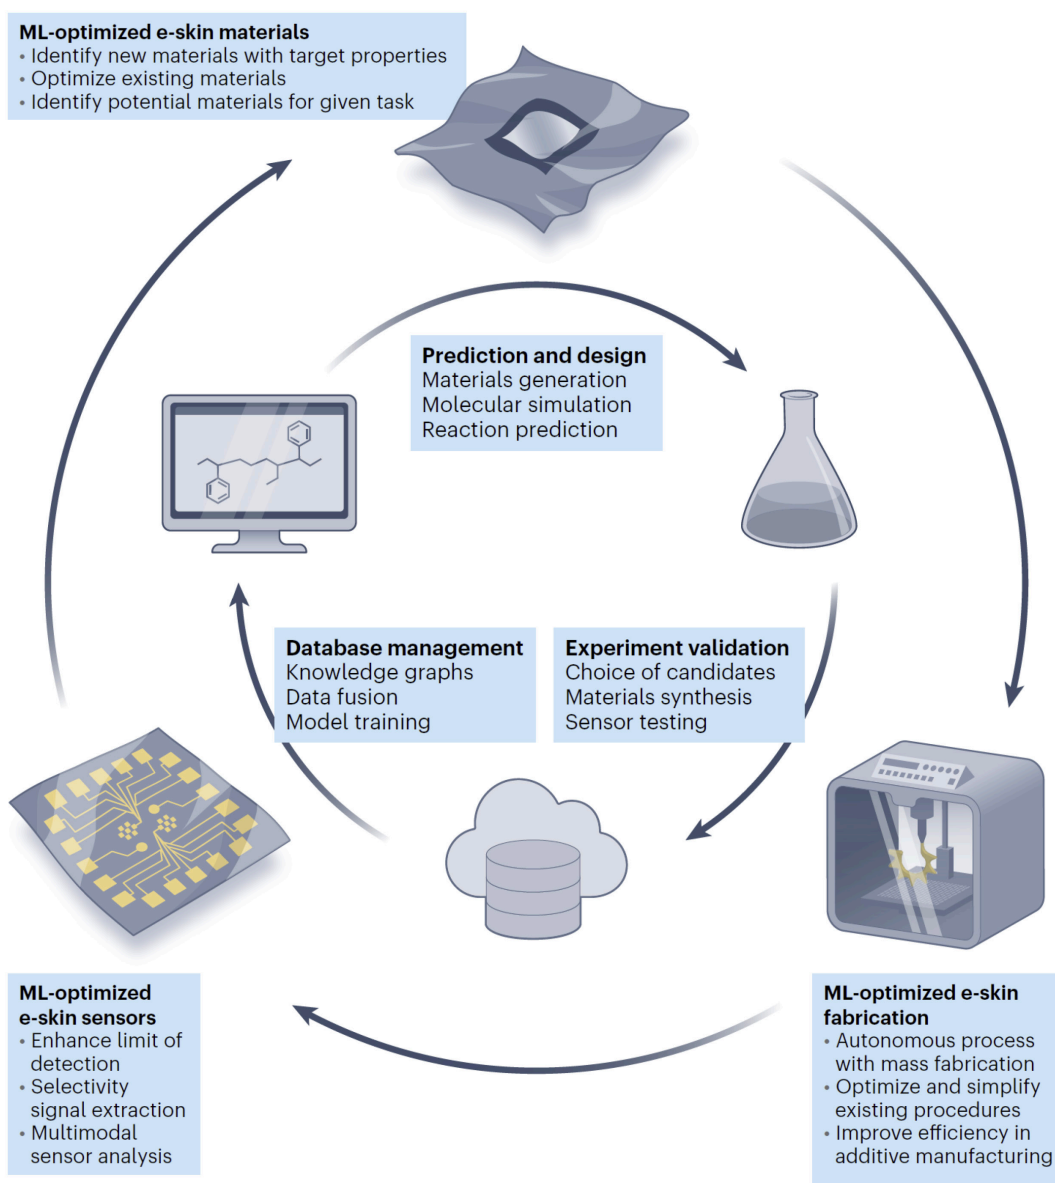 ML-optimized e-skin materials
• Identify new materials with target properties
• Optimize existing materials
• Identify potential materials for given task
Prediction and design
Materials generation
Molecular simulation
Reaction prediction
Database management
Knowledge graphs
Data fusion
Model training
Experiment validation
Choice of candidates
Materials synthesis
Sensor testing
ML-optimized
e-skin sensors
• Enhance limit of
detection
• Selectivity
signal extraction
• Multimodal
sensor analysis
ML-optimized e-skin
fabrication
• Autonomous process
with mass fabrication
• Optimize and simplify
existing procedures
• Improve efficiency in
additive manufacturing